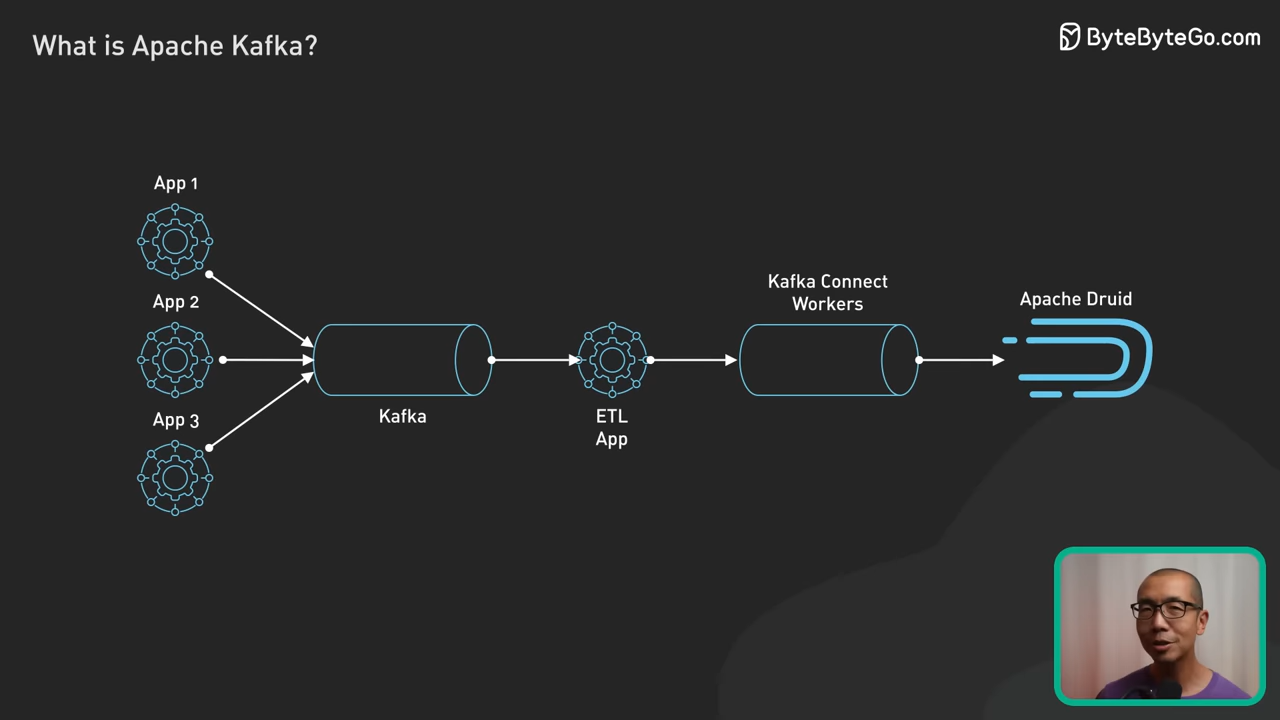 What is Apache Kafka?
ByteByteGo.com
App 1
App 2
App 3
Kafka
ETL
App
Kafka Connect
Workers
Apache Druid